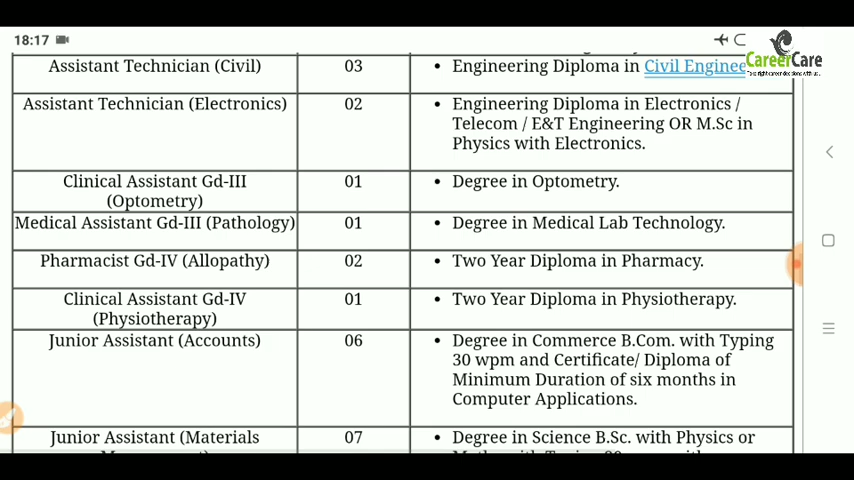 18:17
CareerCare
Assistant Technician (Civil) 03 • Engineering Diploma in Civil Enginee
Assistant Technician (Electronics) 02 • Engineering Diploma in Electronics /
Telecom / E&T Engineering OR M.Sc in
Physics with Electronics.
Clinical Assistant Gd-III 01 • Degree in Optometry.
(Optometry)
Medical Assistant Gd-III (Pathology) 01 • Degree in Medical Lab Technology.
Pharmacist Gd-IV (Allopathy) 02 • Two Year Diploma in Pharmacy.
Clinical Assistant Gd-IV 01 • Two Year Diploma in Physiotherapy.
(Physiotherapy)
Junior Assistant (Accounts) 06 • Degree in Commerce B.Com. with Typing
30 wpm and Certificate/ Diploma of
Minimum Duration of six months in
Computer Applications.
Junior Assistant (Materials 07 • Degree in Science B.Sc. with Physics or